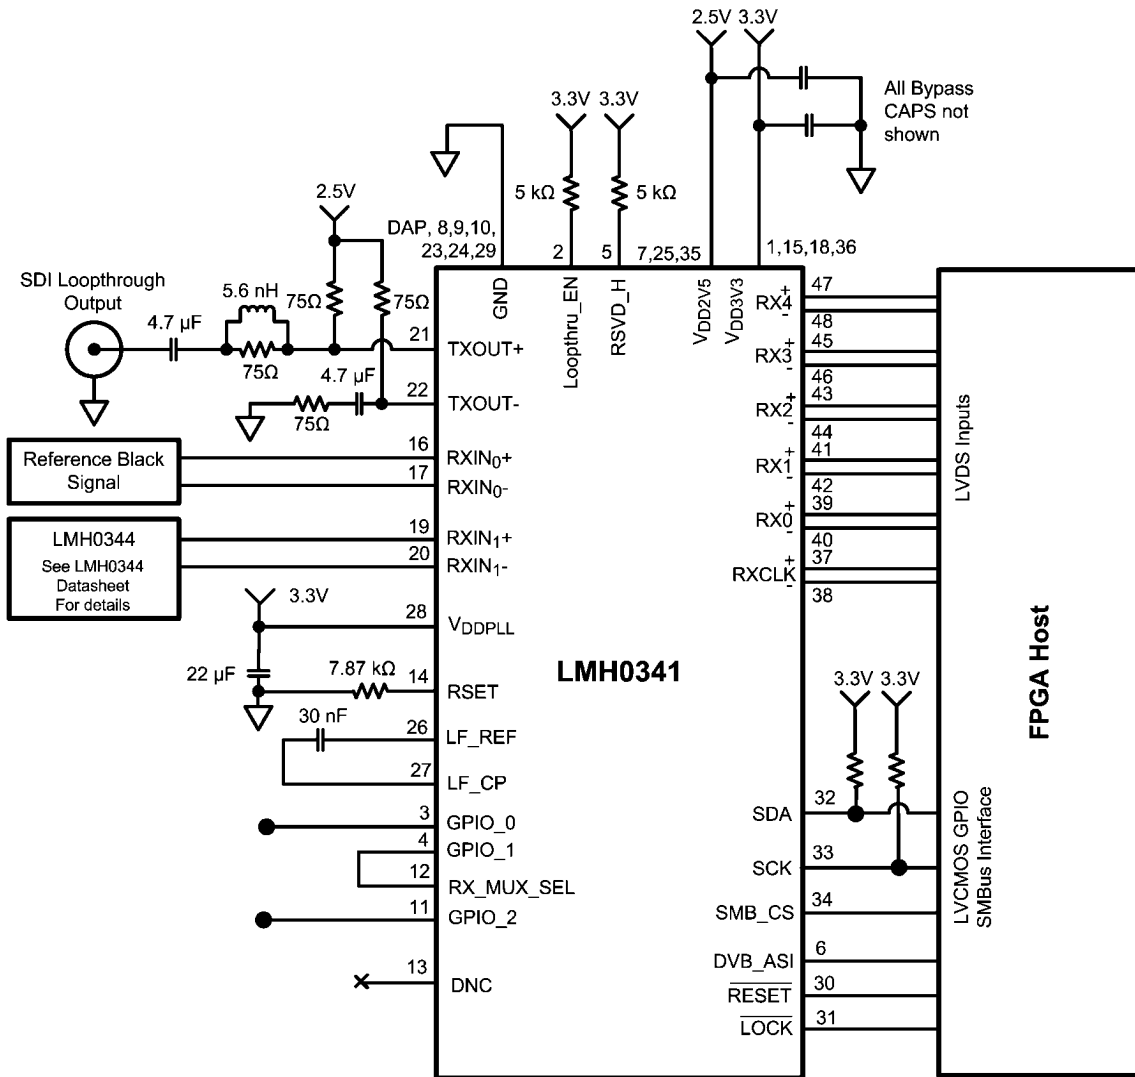 2.5V
3.3V
All Bypass
CAPS not
shown
3.3V
3.3V
5 kΩ
5 kΩ
2.5V
DAP, 8,9,10,
23,24,29
2
5
7,25,35
1,15,18,36
SDI Loopthrough
Output
5.6 nH
75Ω
75Ω
4.7 µF
75Ω
21
TXOUT+
4.7 µF
75Ω
22
TXOUT-
GND
Loopthru_EN
RSVD_H
VDD2V5
VDD3V3
Reference Black
Signal
16
RXIN0+
17
RXIN0-
LMH0344
See LMH0344
Datasheet
For details
19
RXIN1+
20
RXIN1-
3.3V
28
VDDPLL
22 µF
7.87 kΩ
14
RSET
30 nF
26
LF_REF
27
LF_CP
3
GPIO_0
4
GPIO_1
12
RX_MUX_SEL
11
GPIO_2
13
DNC
LMH0341
RX4
+
-
47
48
RX3
+
-
45
46
RX2
+
-
43
44
RX1
+
-
41
42
RX0
+
-
39
40
RXCLK
+
-
37
38
LVDS Inputs
3.3V
3.3V
SDA
32
SCK
33
SMB_CS
34
DVB_ASI
6
RESET
30
LOCK
31
LVCMOS GPIO
SMBus Interface
FPGA Host